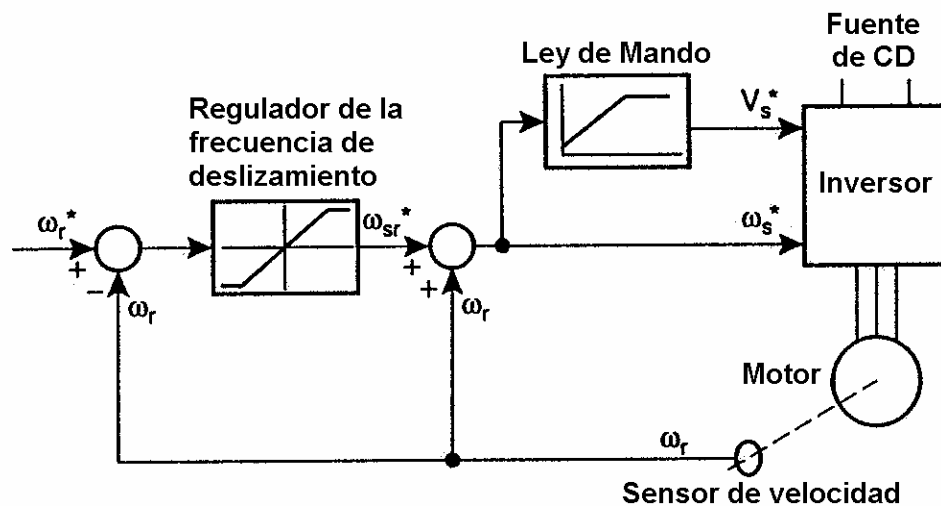 Fuente
de CD
Ley de Mando
V_s^*
Regulador de la
frecuencia de
deslizamiento
Inversor
ω_r^*
ω_sr^*
ω_s^*
+
−
+
+
ω_r
ω_r
Motor
ω_r
Sensor de velocidad